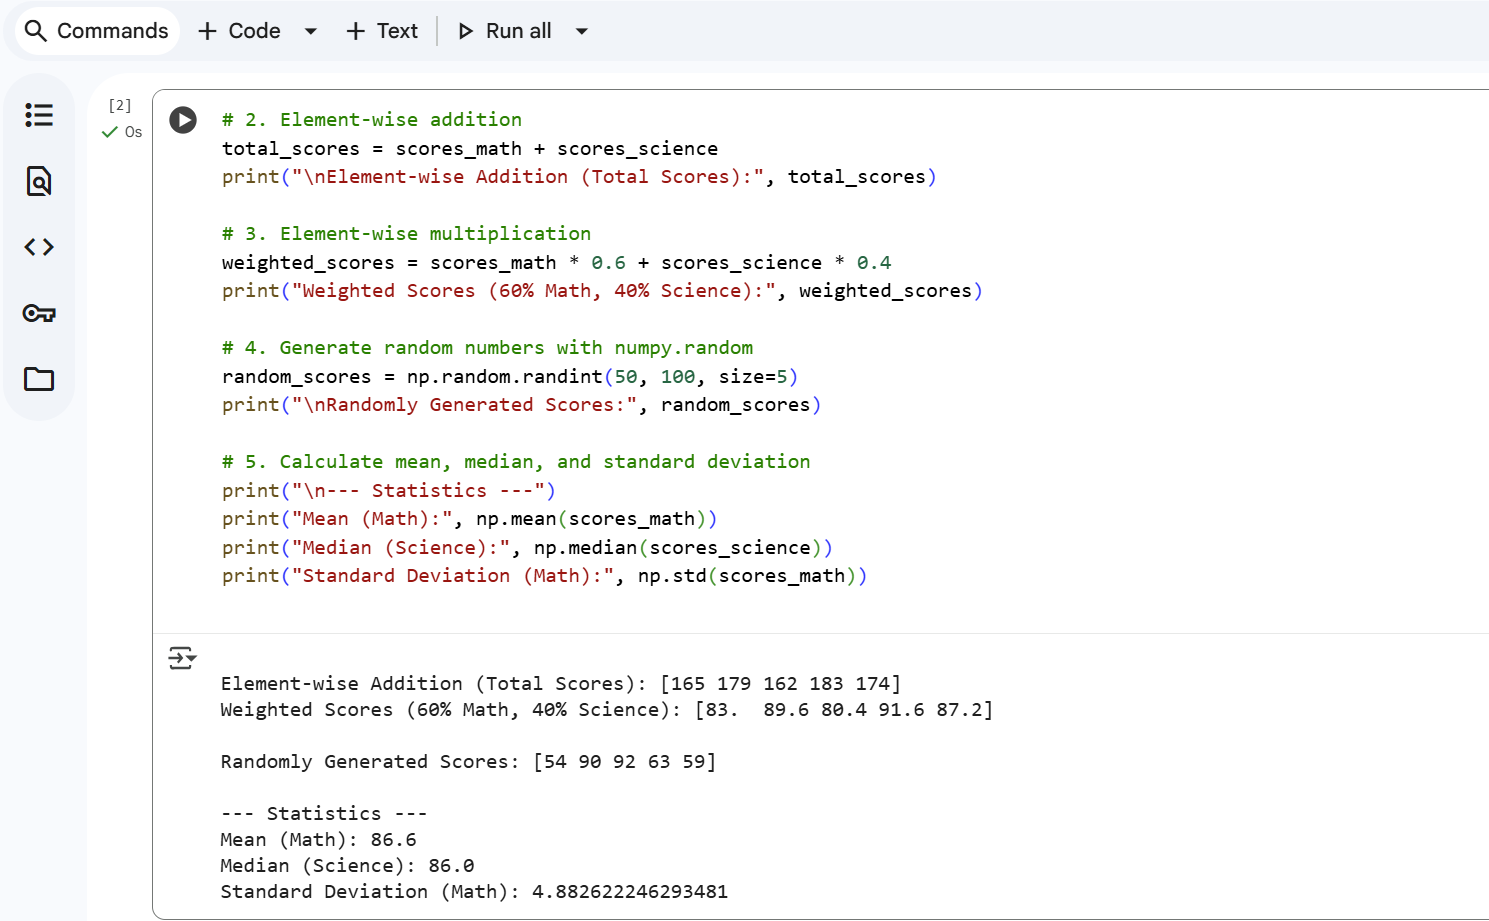 Commands + Code + Text Run all
[2]
0s
# 2. Element-wise addition
total_scores = scores_math + scores_science
print("\nElement-wise Addition (Total Scores):", total_scores)
# 3. Element-wise multiplication
weighted_scores = scores_math * 0.6 + scores_science * 0.4
print("Weighted Scores (60% Math, 40% Science):", weighted_scores)
# 4. Generate random numbers with numpy.random
random_scores = np.random.randint(50, 100, size=5)
print("\nRandomly Generated Scores:", random_scores)
# 5. Calculate mean, median, and standard deviation
print("\n--- Statistics ---")
print("Mean (Math):", np.mean(scores_math))
print("Median (Science):", np.median(scores_science))
print("Standard Deviation (Math):", np.std(scores_math))
Element-wise Addition (Total Scores): [165 179 162 183 174]
Weighted Scores (60% Math, 40% Science): [83.  89.6 80.4 91.6 87.2]
Randomly Generated Scores: [54 90 92 63 59]
--- Statistics ---
Mean (Math): 86.6
Median (Science): 86.0
Standard Deviation (Math): 4.882622246293481